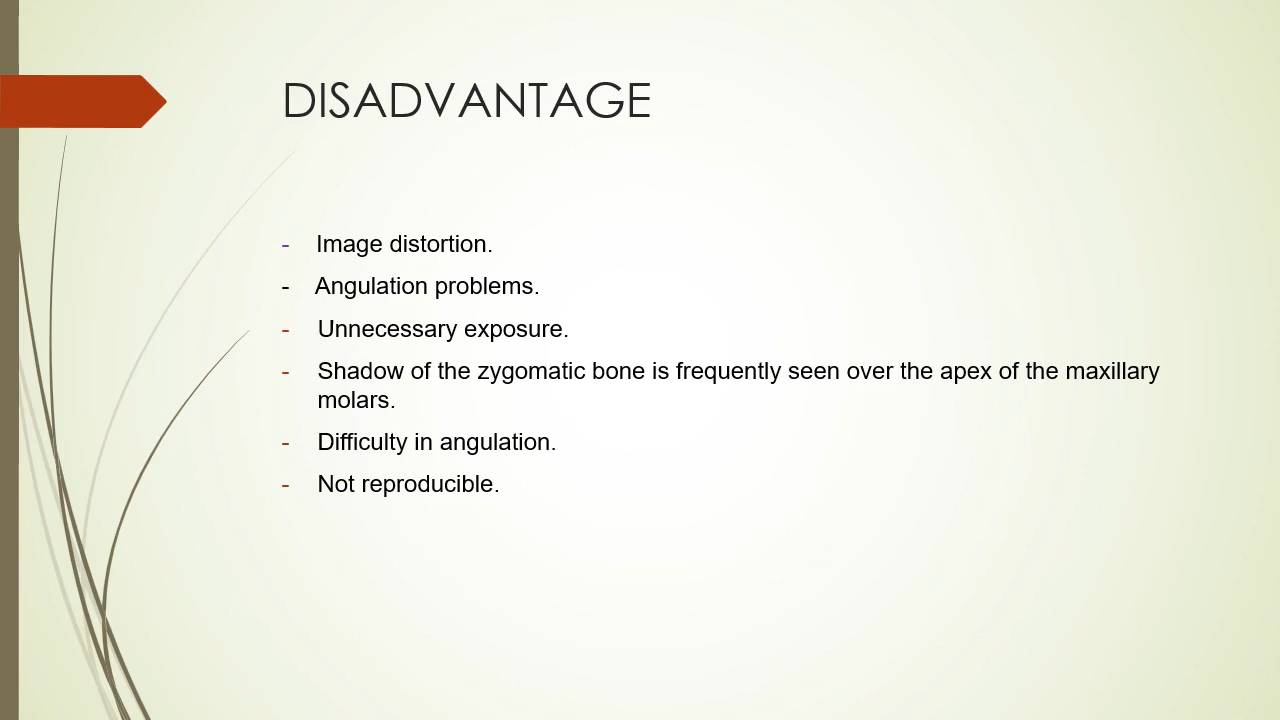 DISADVANTAGE
- Image distortion.
- Angulation problems.
- Unnecessary exposure.
- Shadow of the zygomatic bone is frequently seen over the apex of the maxillary
molars.
- Difficulty in angulation.
- Not reproducible.